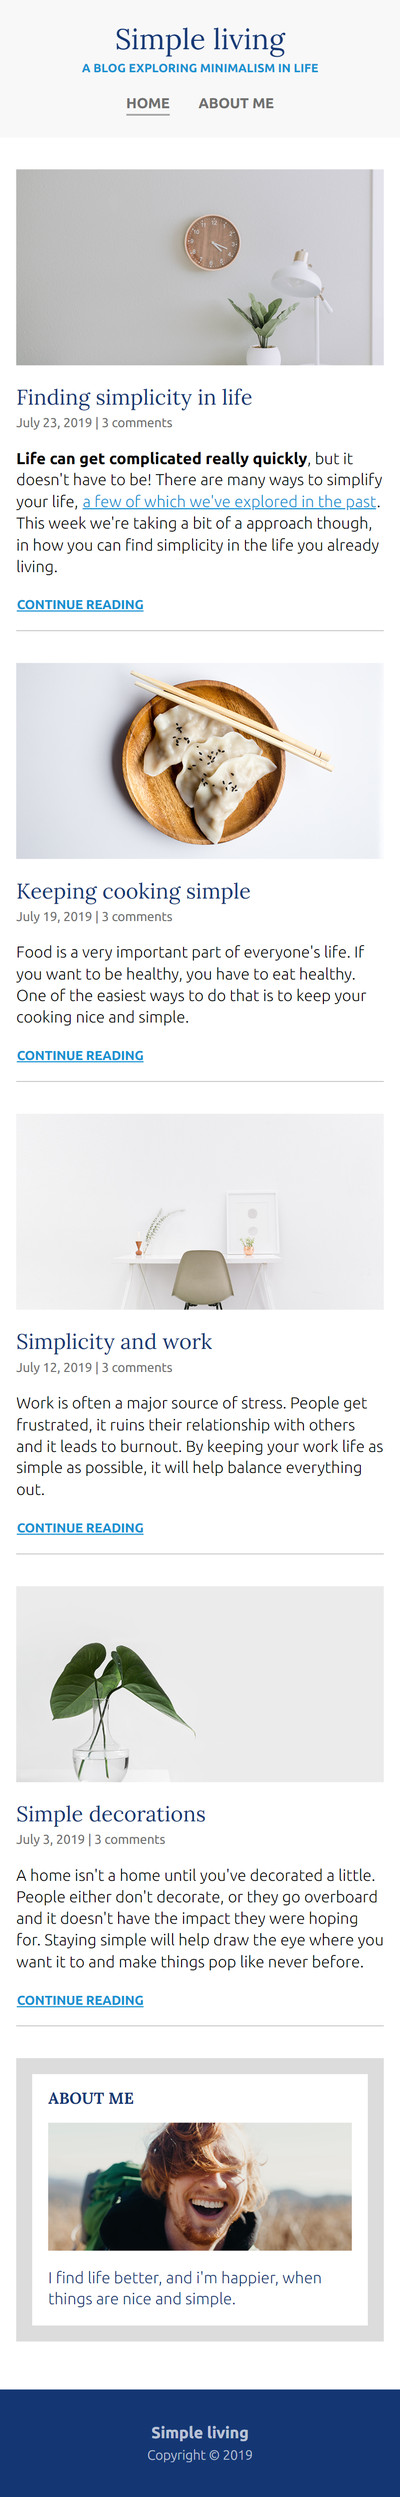 Simple living
A BLOG EXPLORING MINIMALISM IN LIFE
HOME ABOUT ME
Finding simplicity in life
July 23, 2019 | 3 comments
Life can get complicated really quickly, but it
doesn't have to be! There are many ways to simplify
your life, a few of which we've explored in the past.
This week we're taking a bit of a approach though,
in how you can find simplicity in the life you already
living.
CONTINUE READING
Keeping cooking simple
July 19, 2019 | 3 comments
Food is a very important part of everyone's life. If
you want to be healthy, you have to eat healthy.
One of the easiest ways to do that is to keep your
cooking nice and simple.
CONTINUE READING
Simplicity and work
July 12, 2019 | 3 comments
Work is often a major source of stress. People get
frustrated, it ruins their relationship with others
and it leads to burnout. By keeping your work life as
simple as possible, it will help balance everything
out.
CONTINUE READING
Simple decorations
July 3, 2019 | 3 comments
A home isn't a home until you've decorated a little.
People either don't decorate, or they go overboard
and it doesn't have the impact they were hoping
for. Staying simple will help draw the eye where you
want it to and make things pop like never before.
CONTINUE READING
ABOUT ME
I find life better, and i'm happier, when
things are nice and simple.
Simple living
Copyright © 2019